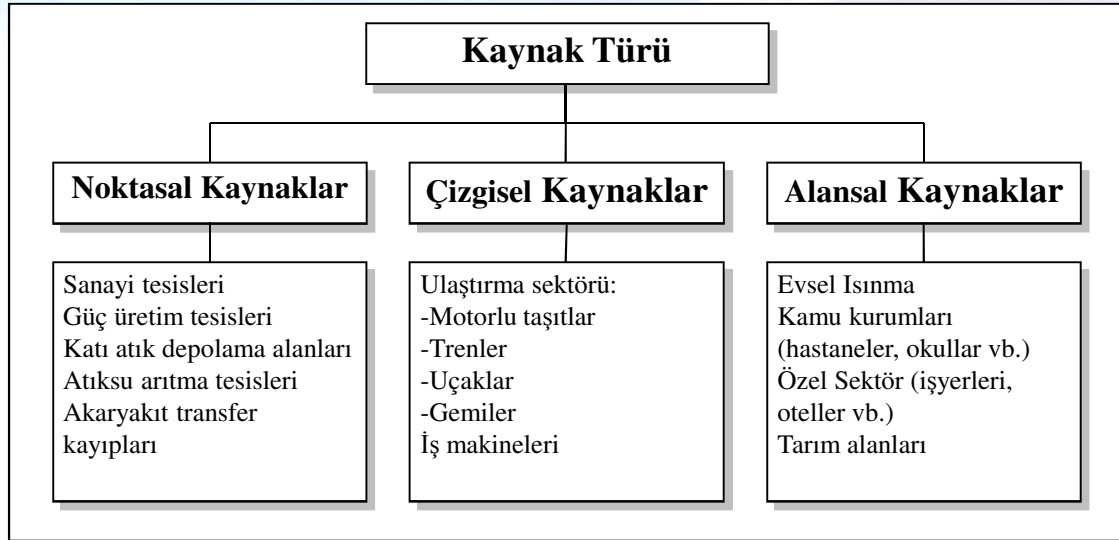 Kaynak Türü
Noktasal Kaynaklar
Sanayi tesisleri
Güç üretim tesisleri
Katı atık depolama alanları
Atıksu arıtma tesisleri
Akaryakıt transfer
kayıpları
Çizgisel Kaynaklar
Ulaştırma sektörü:
-Motorlu taşıtlar
-Trenler
-Uçaklar
-Gemiler
İş makineleri
Alansal Kaynaklar
Evsel Isınma
Kamu kurumları
(hastaneler, okullar vb.)
Özel Sektör (işyerleri,
oteller vb.)
Tarım alanları